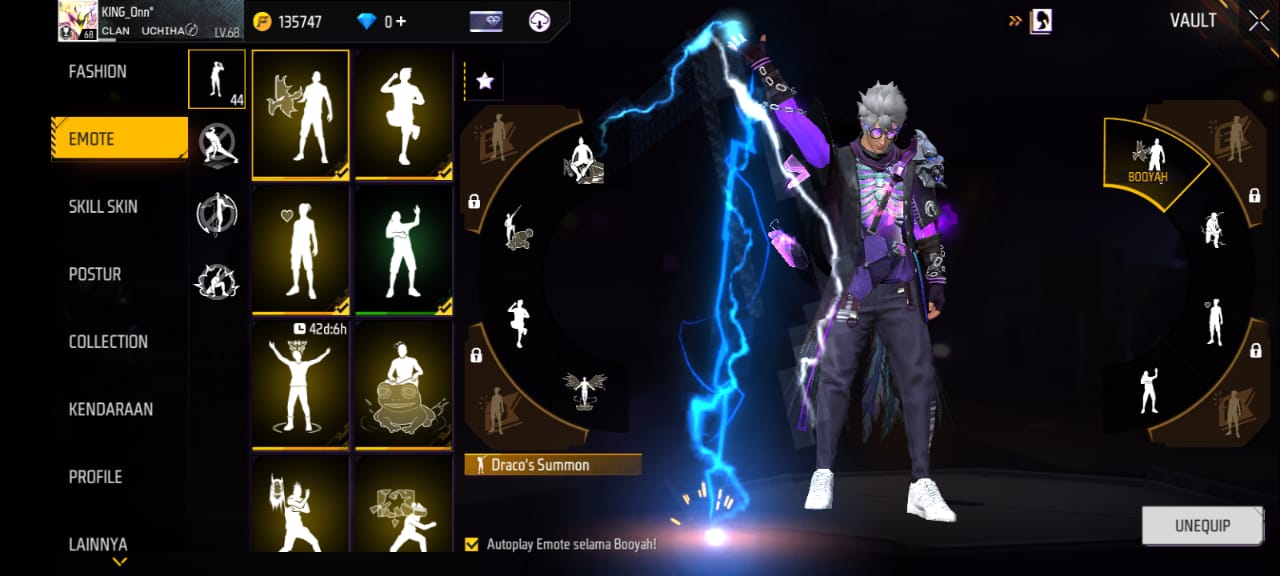 KING_Onn°
CLAN UCHIHA
68
LV.68
135747
0+
VAULT
FASHION
EMOTE
SKILL SKIN
POSTUR
COLLECTION
KENDARAAN
PROFILE
LAINNYA
44
42d:6h
BOOYAH
Draco's Summon
Autoplay Emote selama Booyah!
UNEQUIP